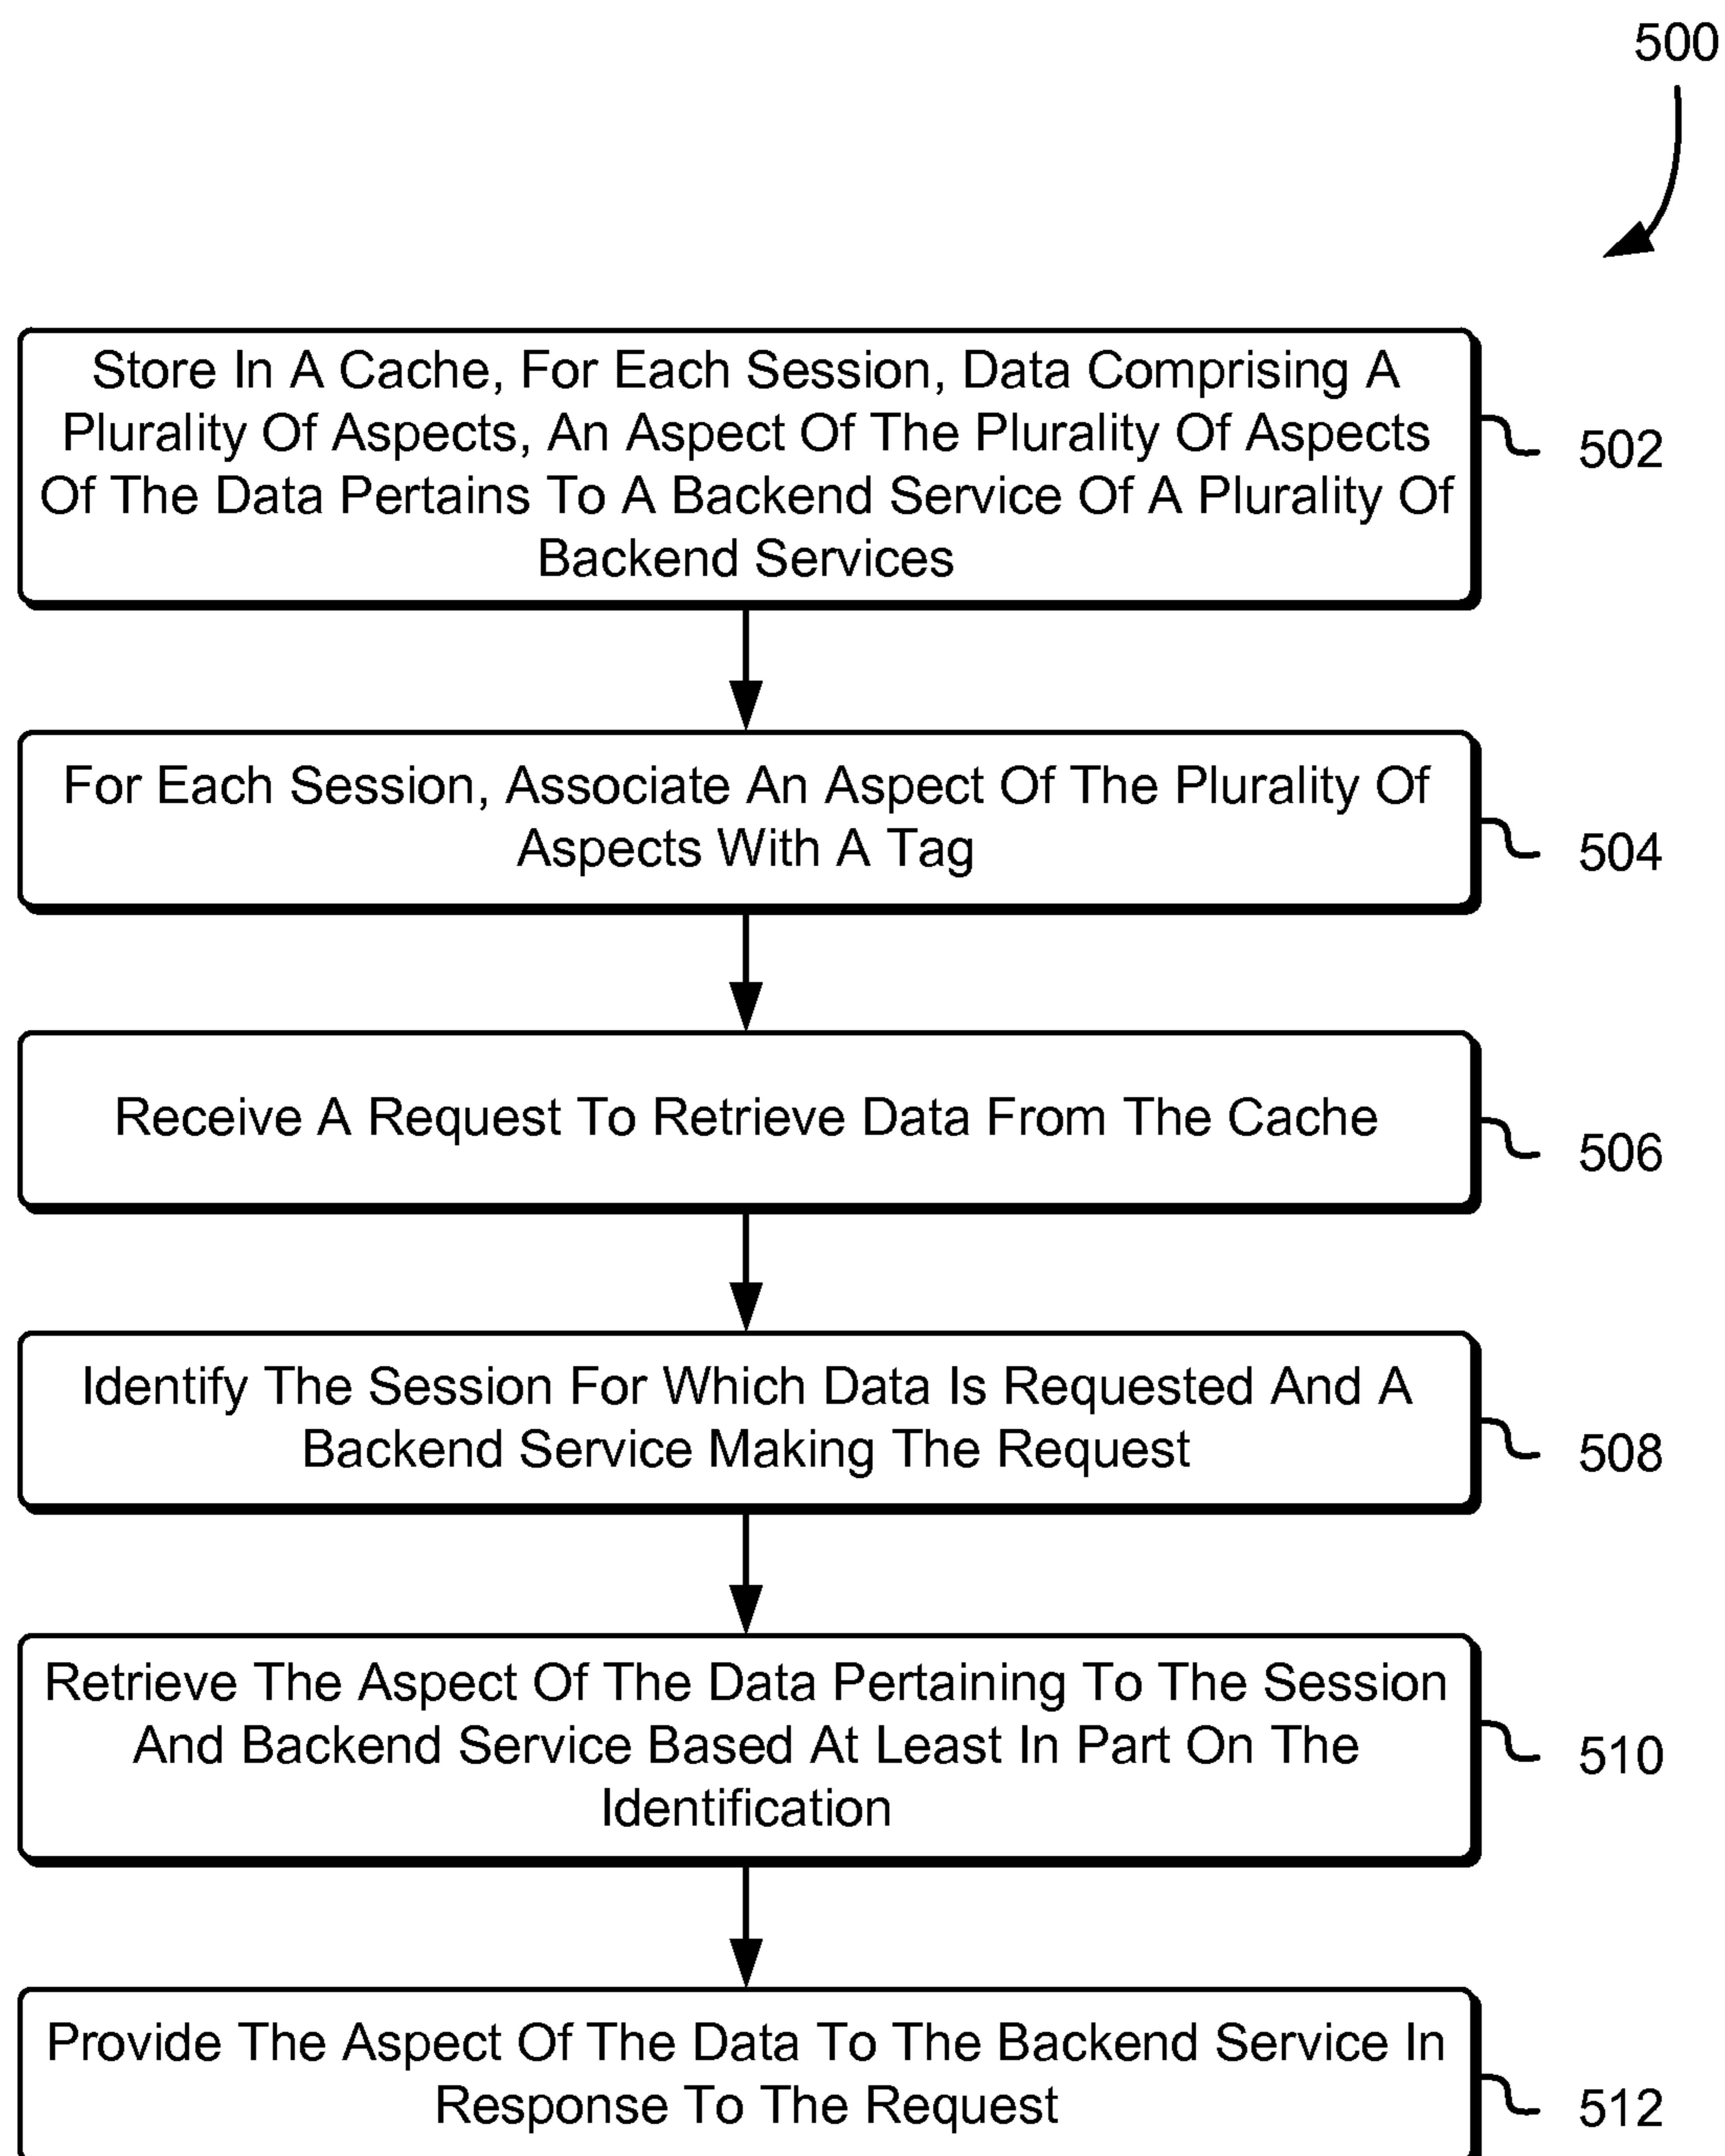 500
Store In A Cache, For Each Session, Data Comprising A
Plurality Of Aspects, An Aspect Of The Plurality Of Aspects
Of The Data Pertains To A Backend Service Of A Plurality Of
Backend Services
502
For Each Session, Associate An Aspect Of The Plurality Of
Aspects With A Tag
504
Receive A Request To Retrieve Data From The Cache
506
Identify The Session For Which Data Is Requested And A
Backend Service Making The Request
508
Retrieve The Aspect Of The Data Pertaining To The Session
And Backend Service Based At Least In Part On The
Identification
510
Provide The Aspect Of The Data To The Backend Service In
Response To The Request
512